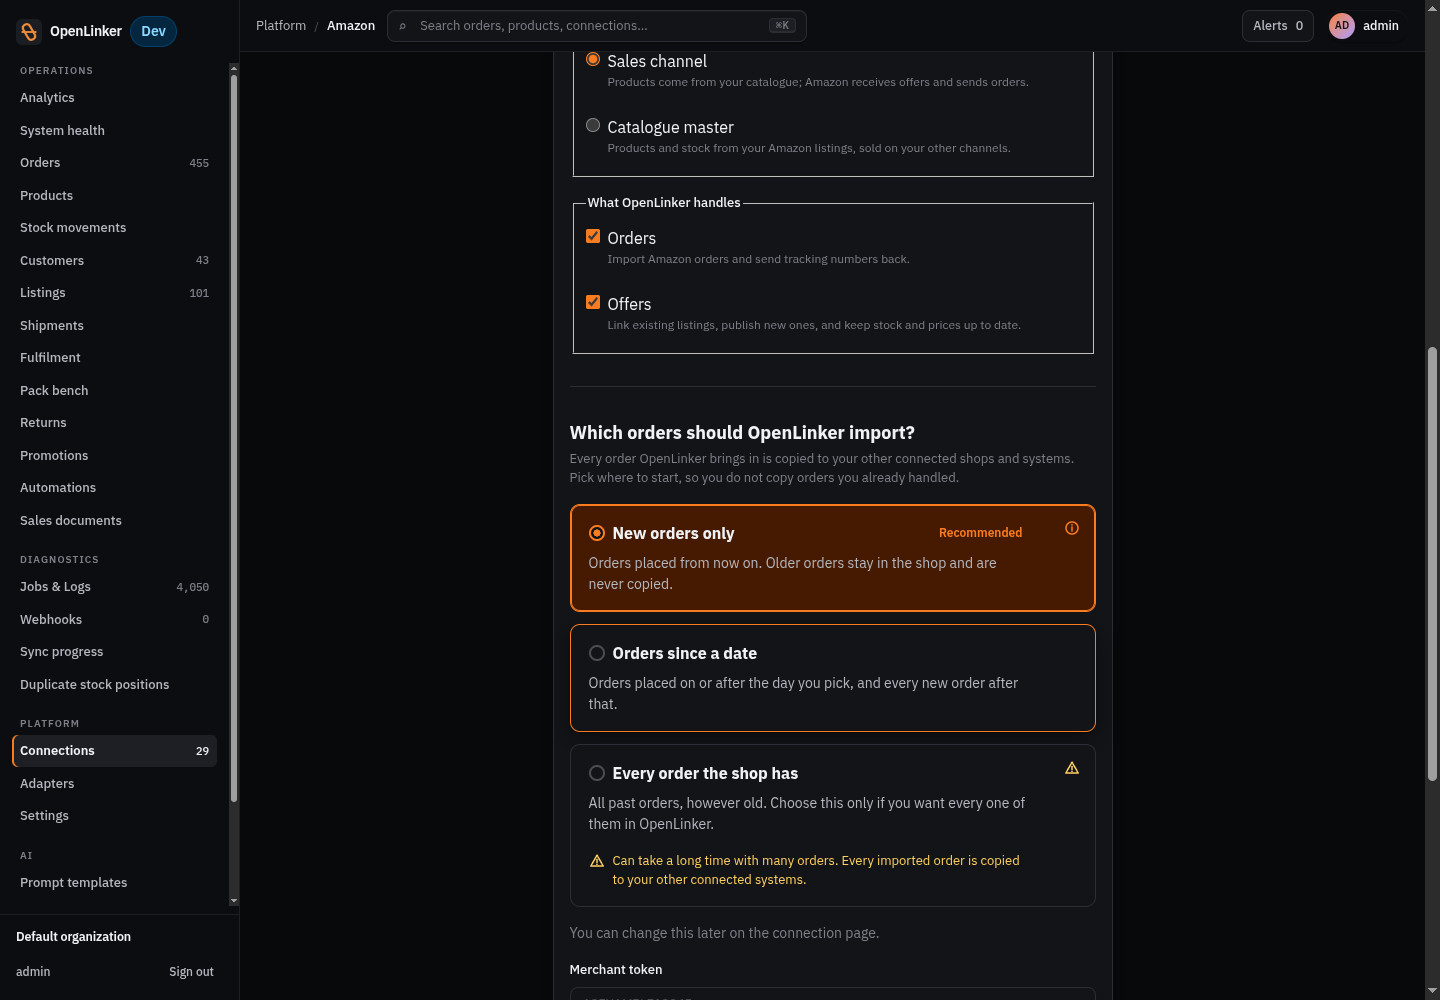 OpenLinker
Dev
Platform / Amazon
Search orders, products, connections...
⌘K
Alerts 0
AD
admin
OPERATIONS
Analytics
System health
Orders 455
Products
Stock movements
Customers 43
Listings 101
Shipments
Fulfilment
Pack bench
Returns
Promotions
Automations
Sales documents
DIAGNOSTICS
Jobs & Logs 4,050
Webhooks 0
Sync progress
Duplicate stock positions
PLATFORM
Connections 29
Adapters
Settings
AI
Prompt templates
Default organization
admin
Sign out
Sales channel
Products come from your catalogue; Amazon receives offers and sends orders.
Catalogue master
Products and stock from your Amazon listings, sold on your other channels.
What OpenLinker handles
Orders
Import Amazon orders and send tracking numbers back.
Offers
Link existing listings, publish new ones, and keep stock and prices up to date.
Which orders should OpenLinker import?
Every order OpenLinker brings in is copied to your other connected shops and systems.
Pick where to start, so you do not copy orders you already handled.
New orders only
Recommended
Orders placed from now on. Older orders stay in the shop and are
never copied.
Orders since a date
Orders placed on or after the day you pick, and every new order after
that.
Every order the shop has
All past orders, however old. Choose this only if you want every one of
them in OpenLinker.
Can take a long time with many orders. Every imported order is copied
to your other connected systems.
You can change this later on the connection page.
Merchant token